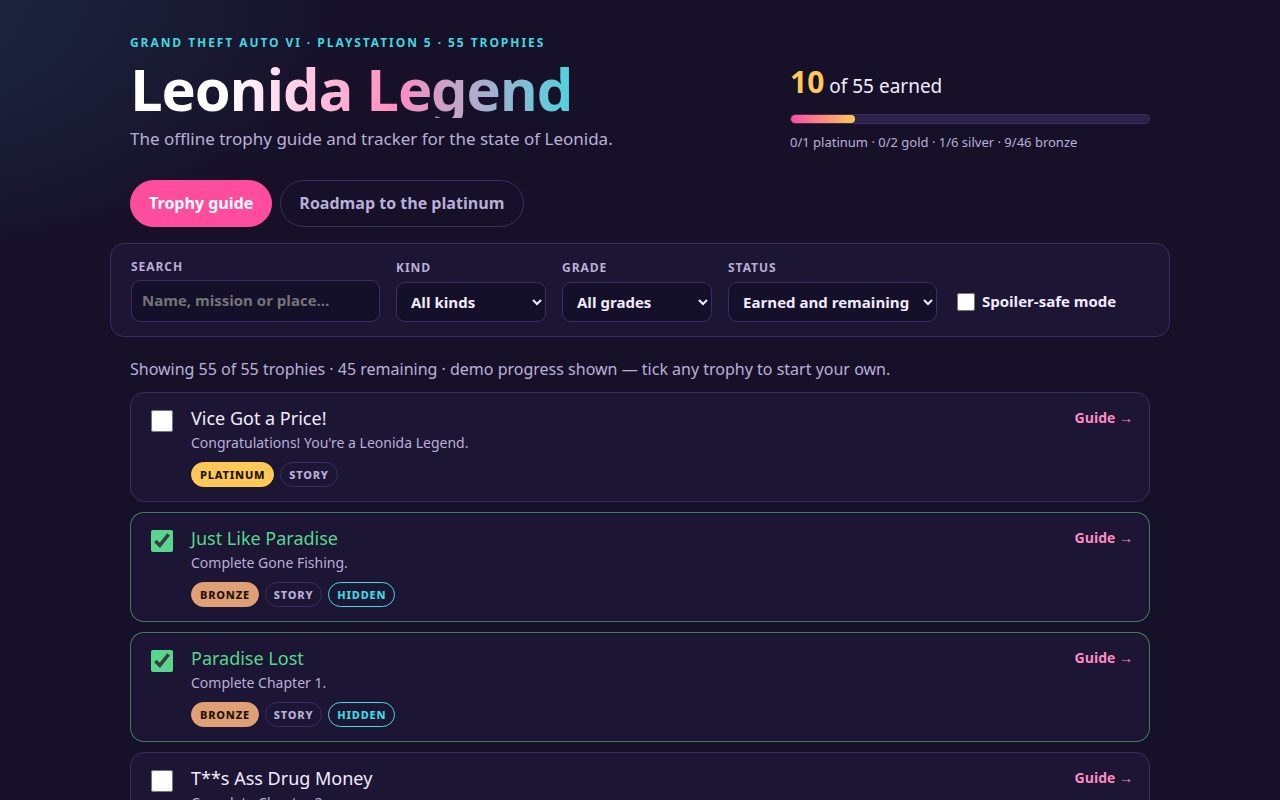 GRAND THEFT AUTO VI · PLAYSTATION 5 · 55 TROPHIES
Leonida Legend
The offline trophy guide and tracker for the state of Leonida.
10 of 55 earned
0/1 platinum · 0/2 gold · 1/6 silver · 9/46 bronze
Trophy guide
Roadmap to the platinum
SEARCH
Name, mission or place...
KIND
All kinds
GRADE
All grades
STATUS
Earned and remaining
Spoiler-safe mode
Showing 55 of 55 trophies · 45 remaining · demo progress shown — tick any trophy to start your own.
Vice Got a Price!
Guide →
Congratulations! You're a Leonida Legend.
PLATINUM
STORY
Just Like Paradise
Guide →
Complete Gone Fishing.
BRONZE
STORY
HIDDEN
Paradise Lost
Guide →
Complete Chapter 1.
BRONZE
STORY
HIDDEN
T**s Ass Drug Money
Guide →